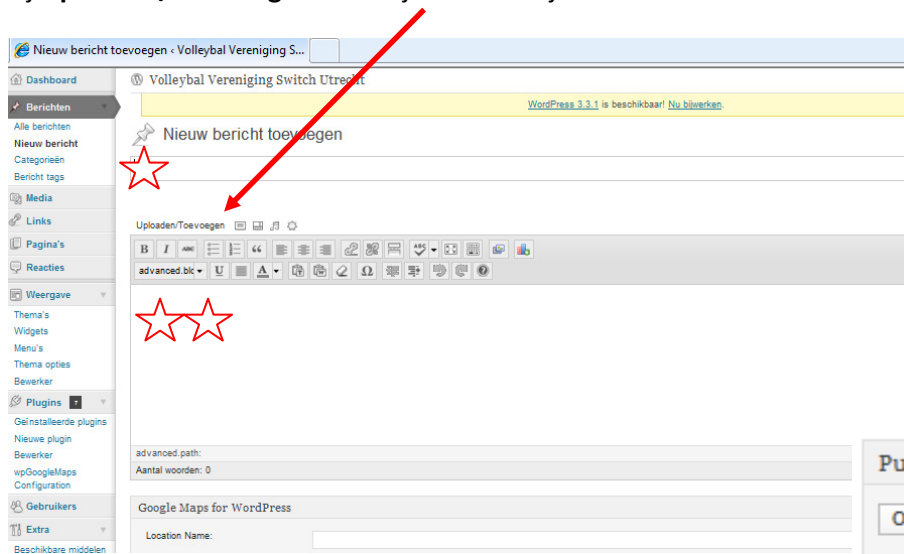 Nieuw bericht toevoegen ‹ Volleybal Vereniging S...
Dashboard
Volleybal Vereniging Switch Utrecht
Berichten
WordPress 3.3.1 is beschikbaar! Nu bijwerken.
Alle berichten
Nieuw bericht
Categorieën
Bericht tags
Nieuw bericht toevoegen
Media
Links
Pagina's
Reacties
Uploaden/Toevoegen
B I ABC
advanced.blc U A Ω
Weergave
Thema's
Widgets
Menu's
Thema opties
Bewerker
Plugins 7
Geïnstalleerde plugins
Nieuwe plugin
Bewerker
wpGoogleMaps
Configuration
advanced.path:
Aantal woorden: 0
Pu
O
Gebruikers
Google Maps for WordPress
Extra
Location Name:
Beschikbare middelen